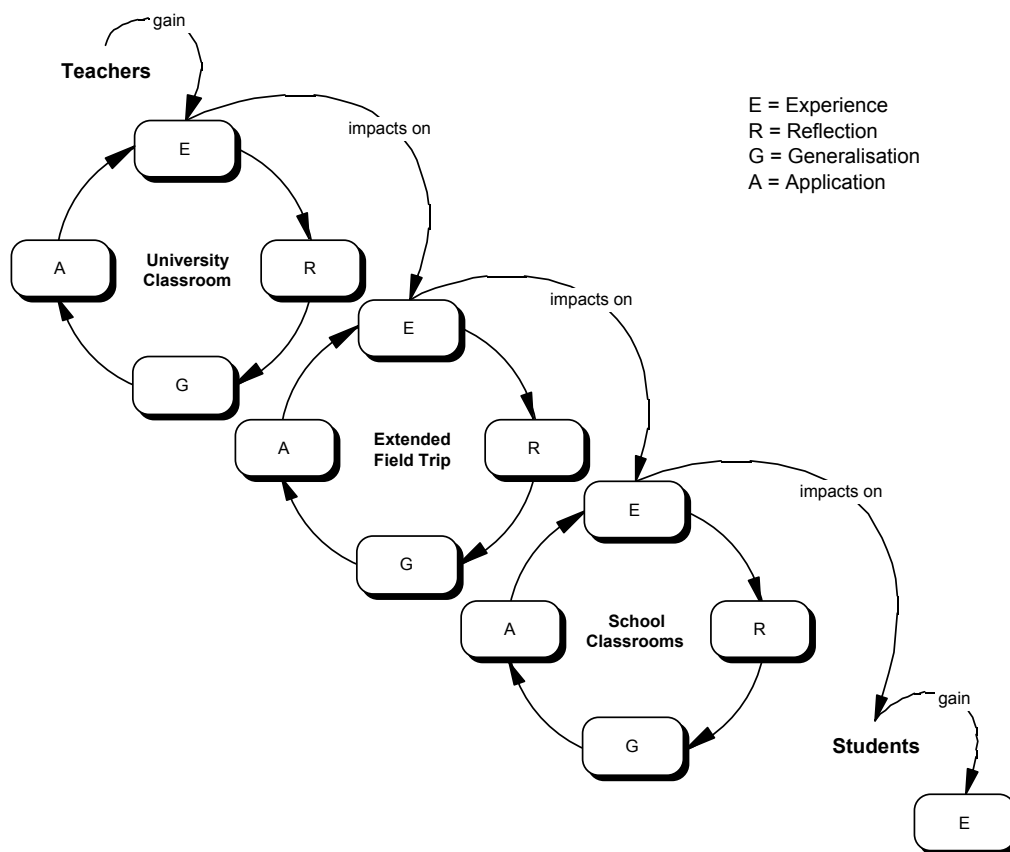 gain
Teachers
E = Experience
R = Reflection
G = Generalisation
A = Application
impacts on
E
University
Classroom
A
R
G
impacts on
E
Extended
Field Trip
A
R
G
impacts on
E
School
Classrooms
A
R
G
gain
Students
E